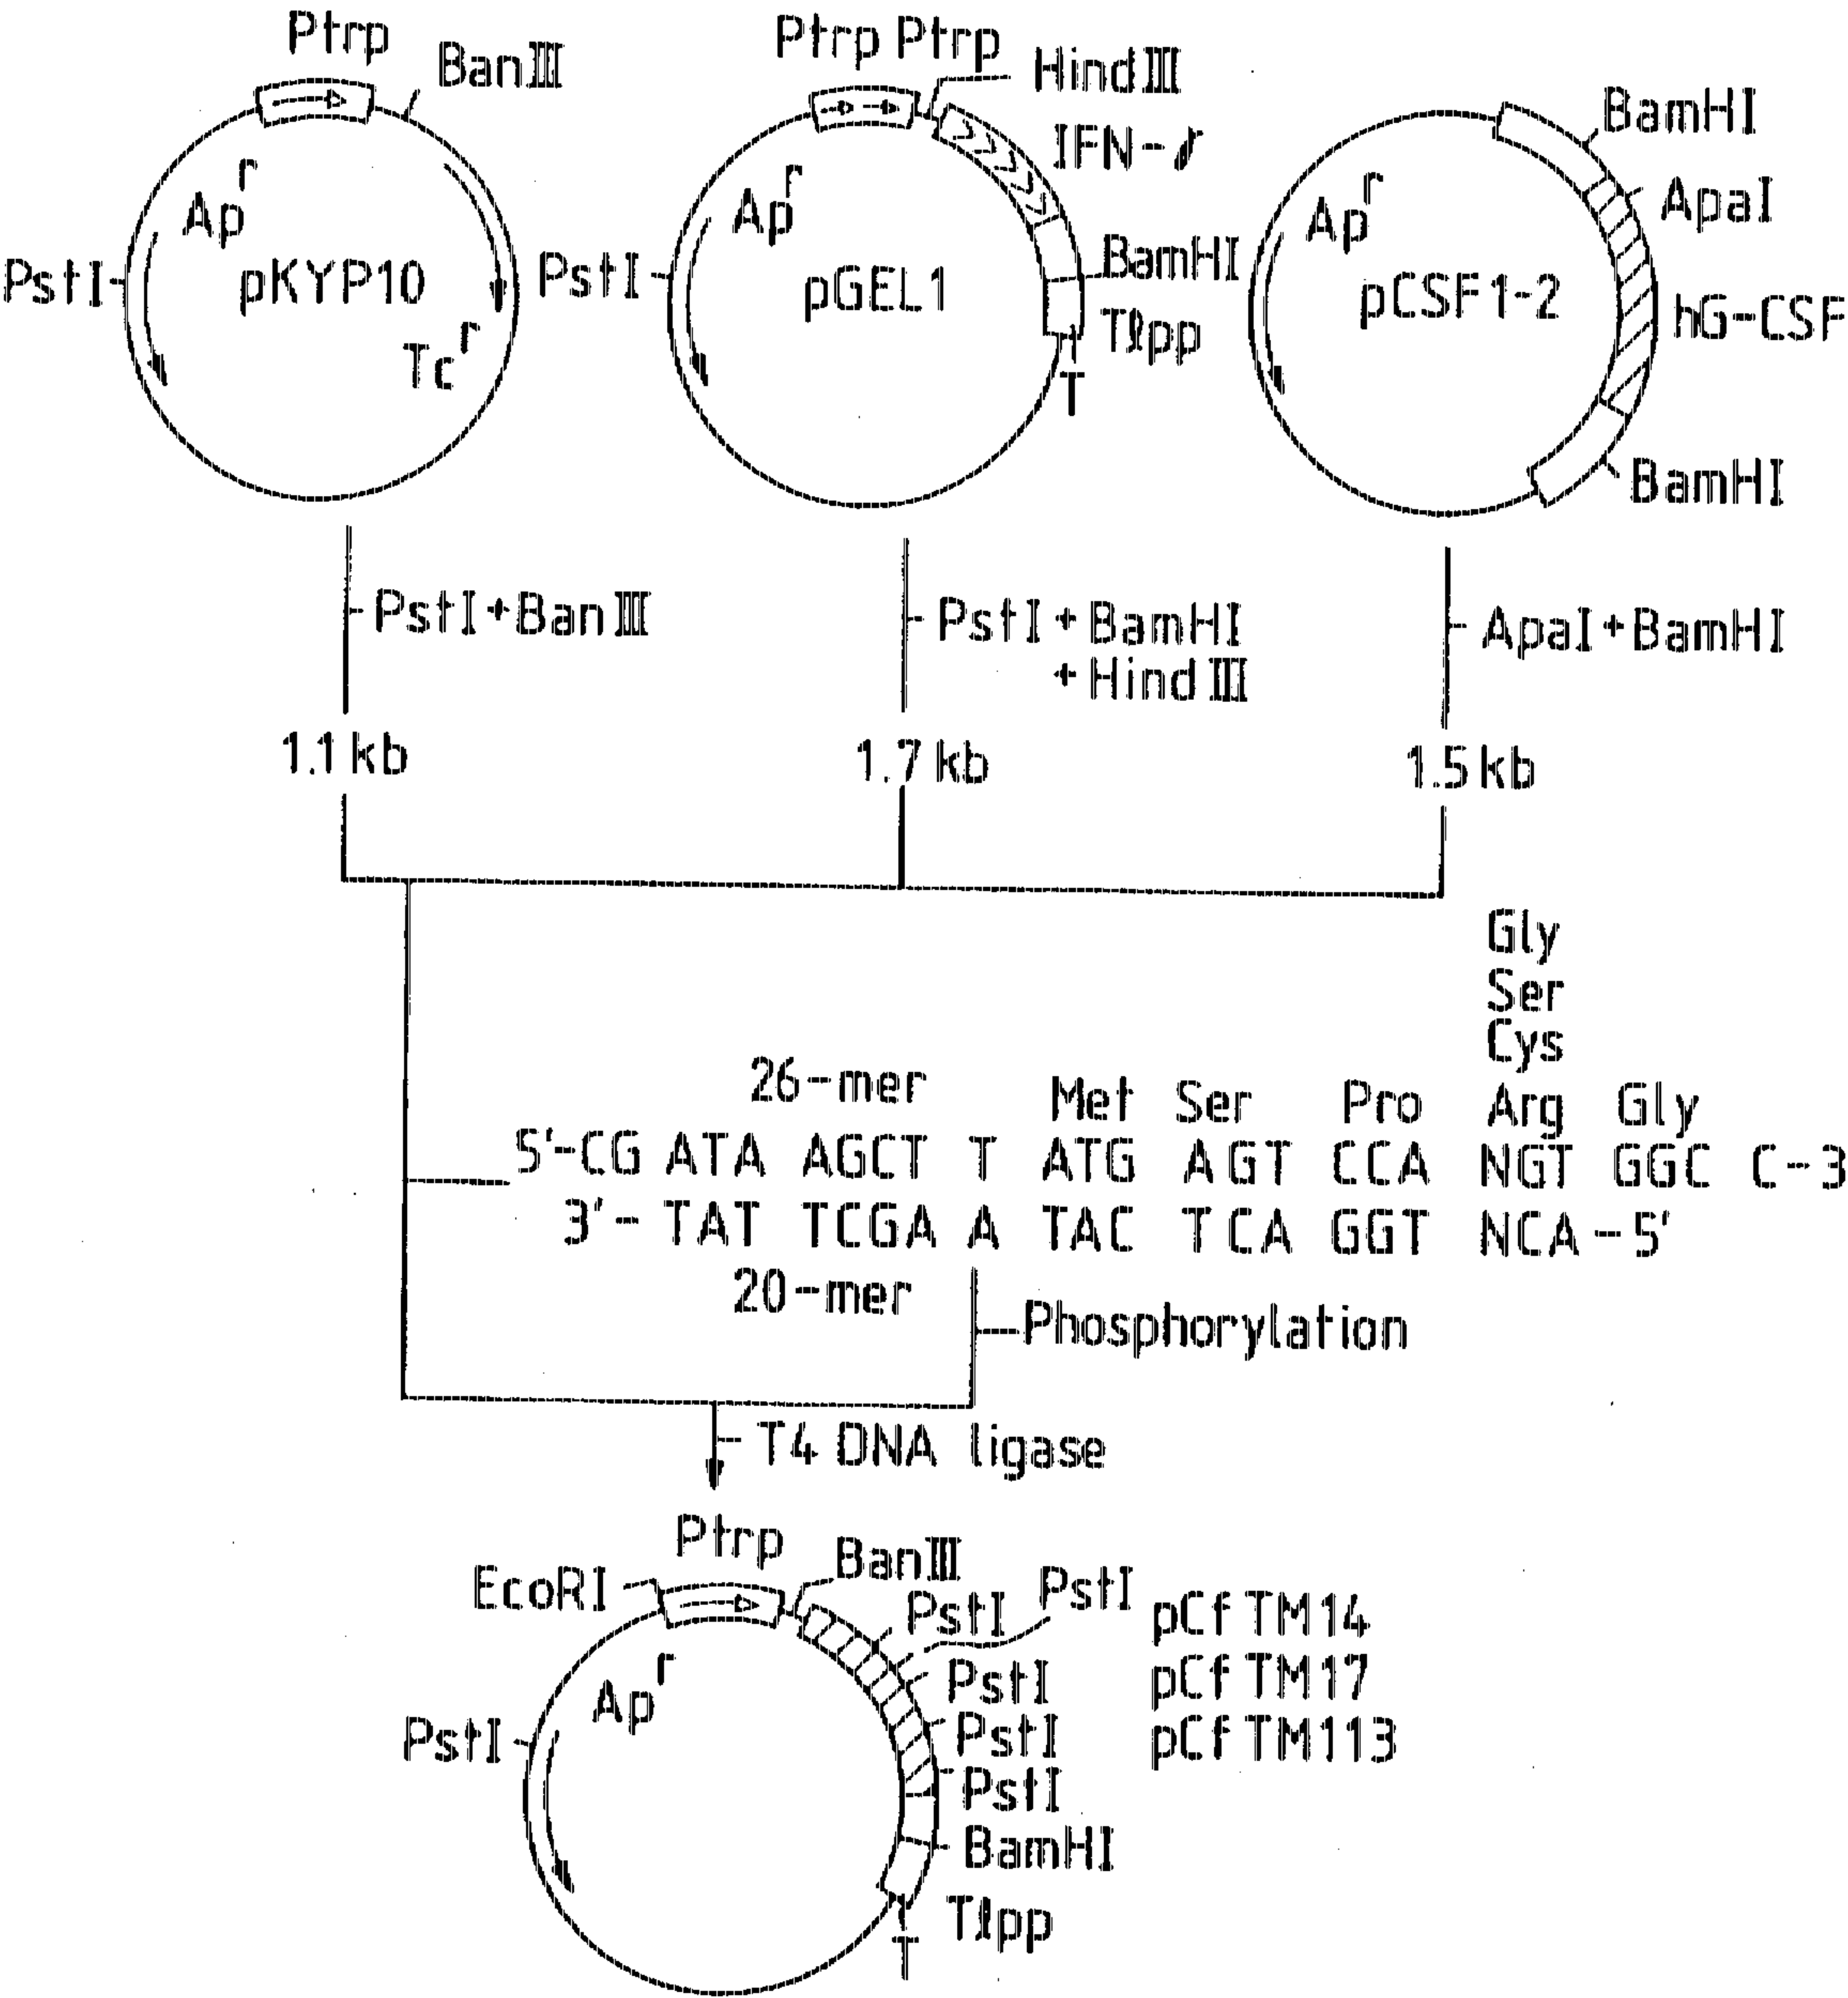 Ptrp
BanIII
Ap r
PstI
pKYP10
Tc r
Ptrp Ptrp
HindIII
IFN-γ
Ap r
PstI
pGEL1
BamHI
Tlpp
T
BamHI
ApaI
Ap r
pCSF1-2
hG-CSF
BamHI
PstI+BanIII
PstI+BamHI
+HindIII
ApaI+BamHI
1.1 kb
1.7 kb
1.5 kb
Gly
Ser
Cys
26-mer Met Ser Pro Arg Gly
5'-CG ATA AGCT T ATG AGT CCA NGT GGC C-3
3'- TAT TCGA A TAC TCA GGT NCA-5'
20-mer
Phosphorylation
T4 DNA ligase
Ptrp
EcoRI
BanIII
PstI
PstI
pCfTM14
Ap r
PstI
pCfTM17
PstI
PstI
pCfTM113
PstI
BamHI
Tlpp
T